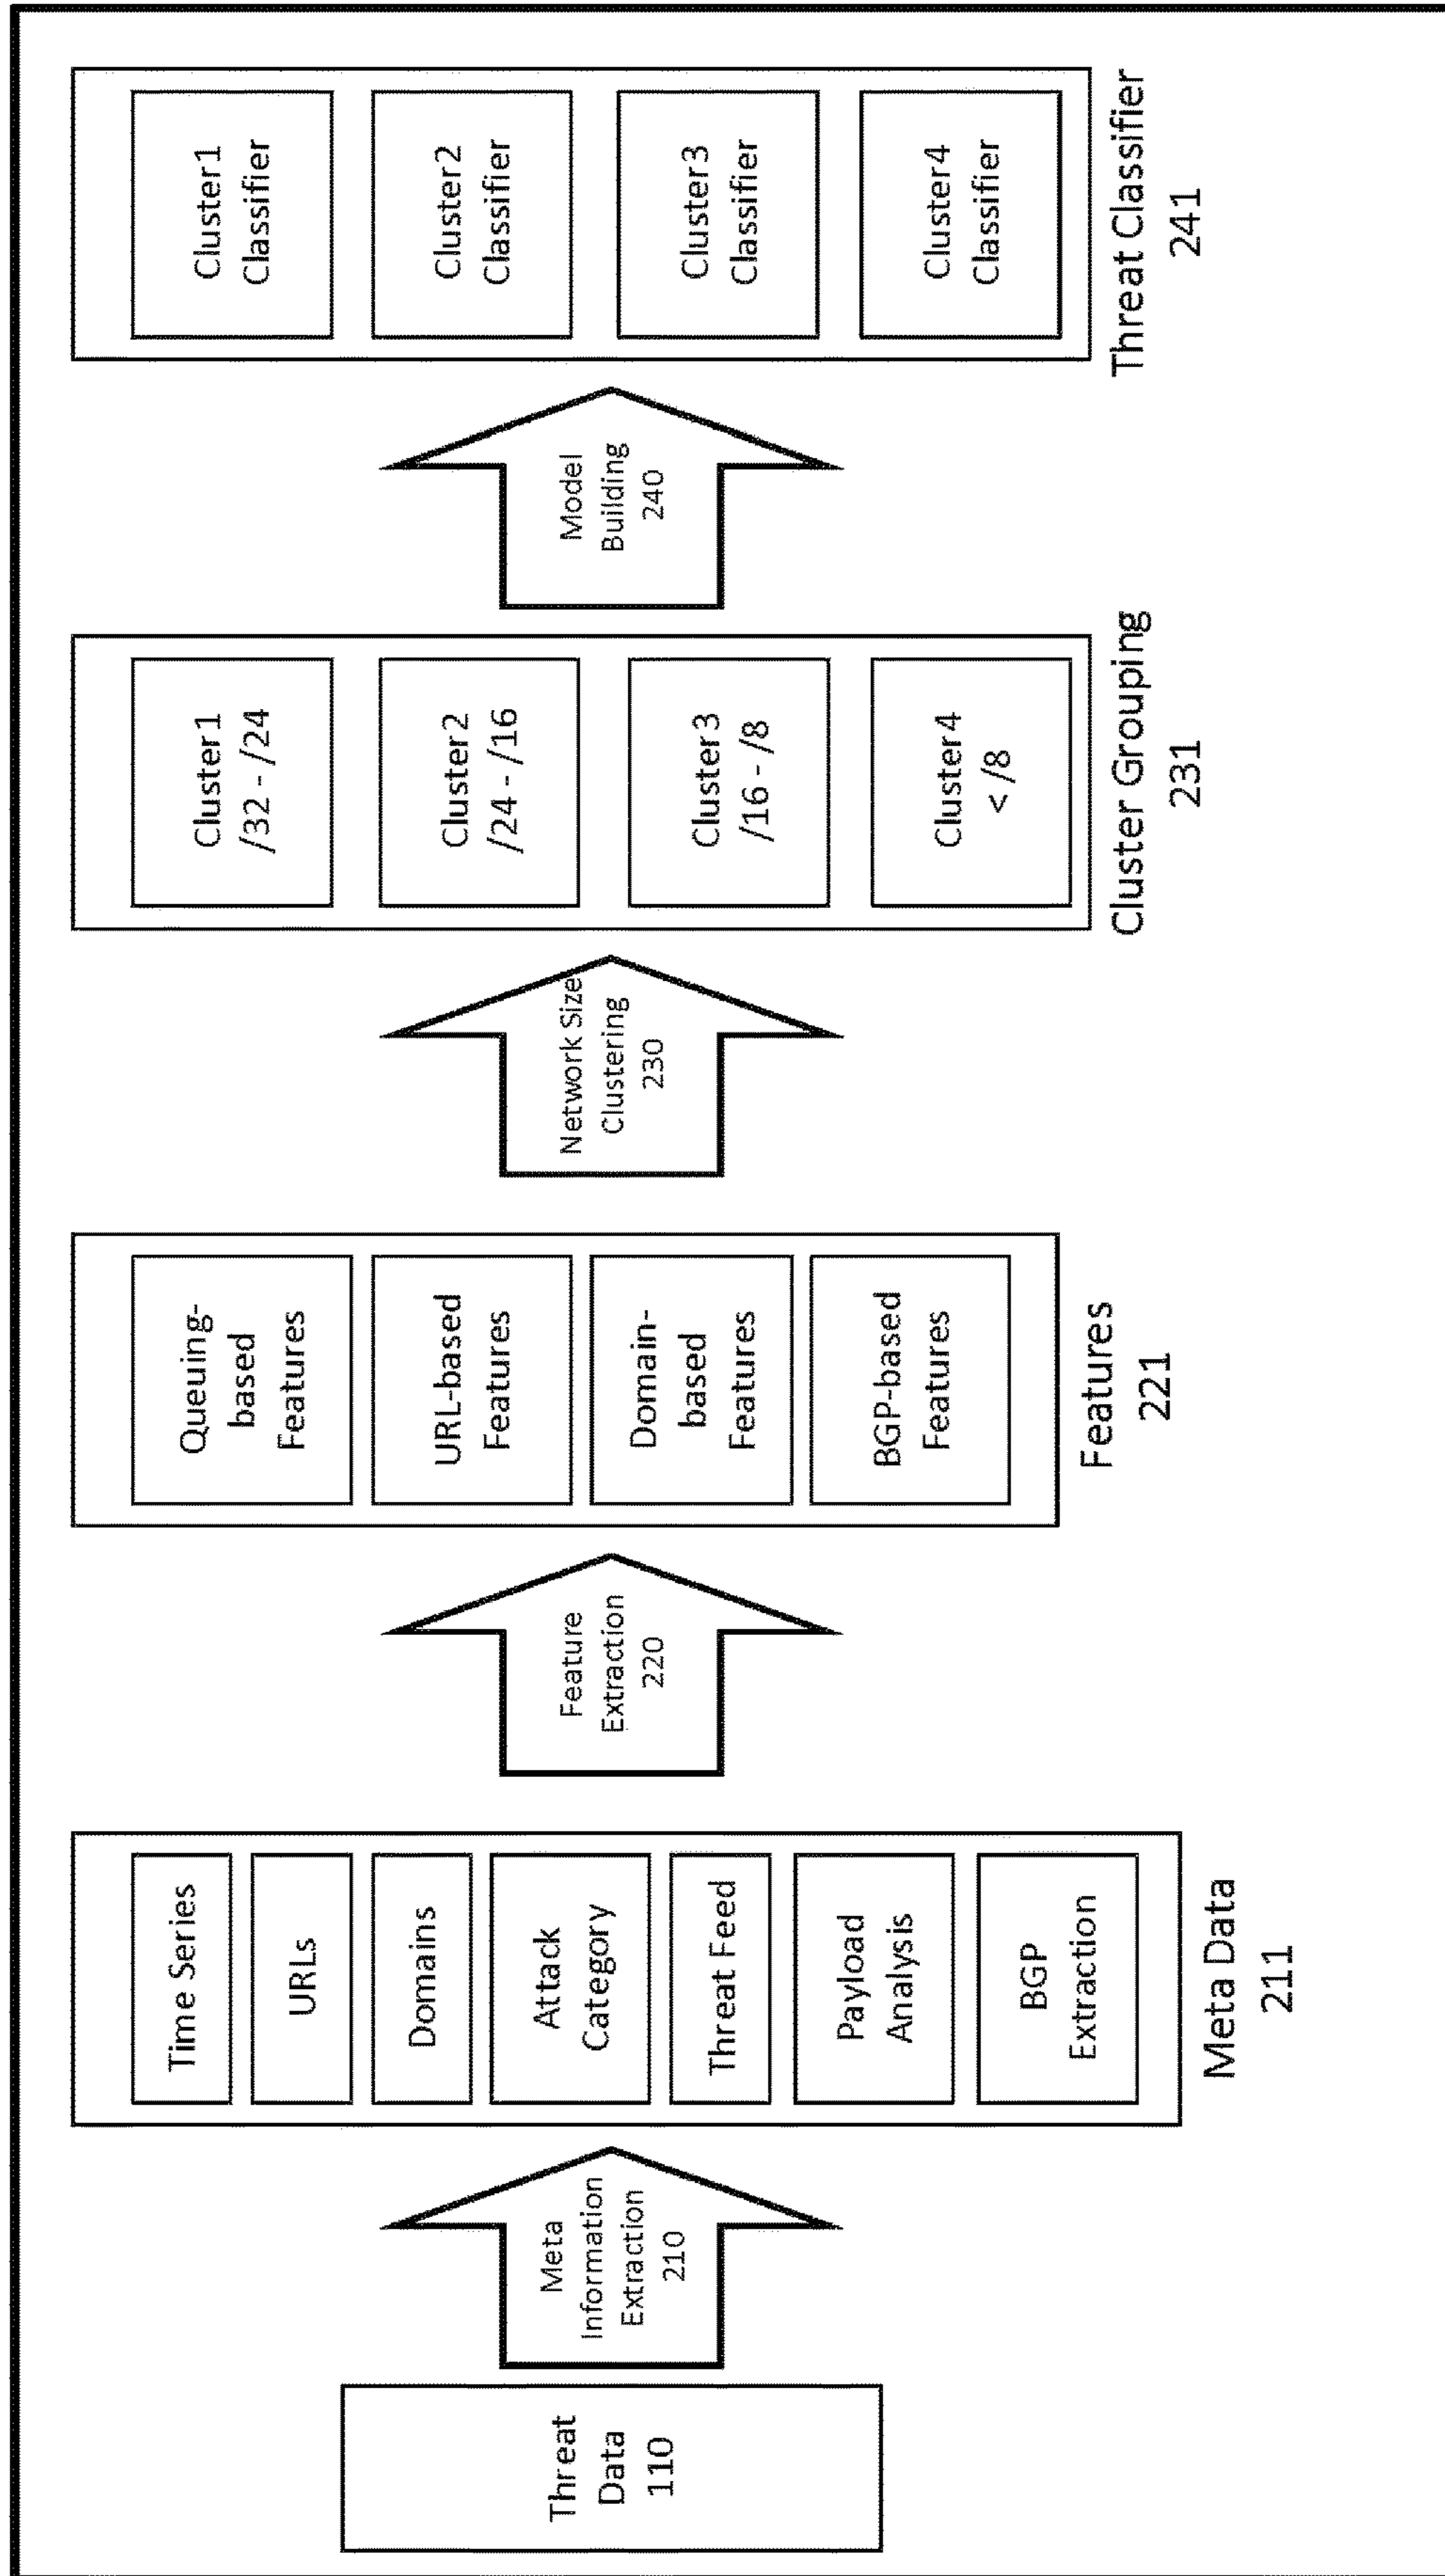 Threat
Data
110
Meta
Information
Extraction
210
Time Series
URLs
Domains
Attack
Category
Threat Feed
Payload
Analysis
BGP
Extraction
Meta Data
211
Feature
Extraction
220
Queuing-
based
Features
URL-based
Features
Domain-
based
Features
BGP-based
Features
Features
221
Network Size
Clustering
230
Cluster1
/32 - /24
Cluster2
/24 - /16
Cluster3
/16 - /8
Cluster4
< /8
Cluster Grouping
231
Model
Building
240
Cluster1
Classifier
Cluster2
Classifier
Cluster3
Classifier
Cluster4
Classifier
Threat Classifier
241